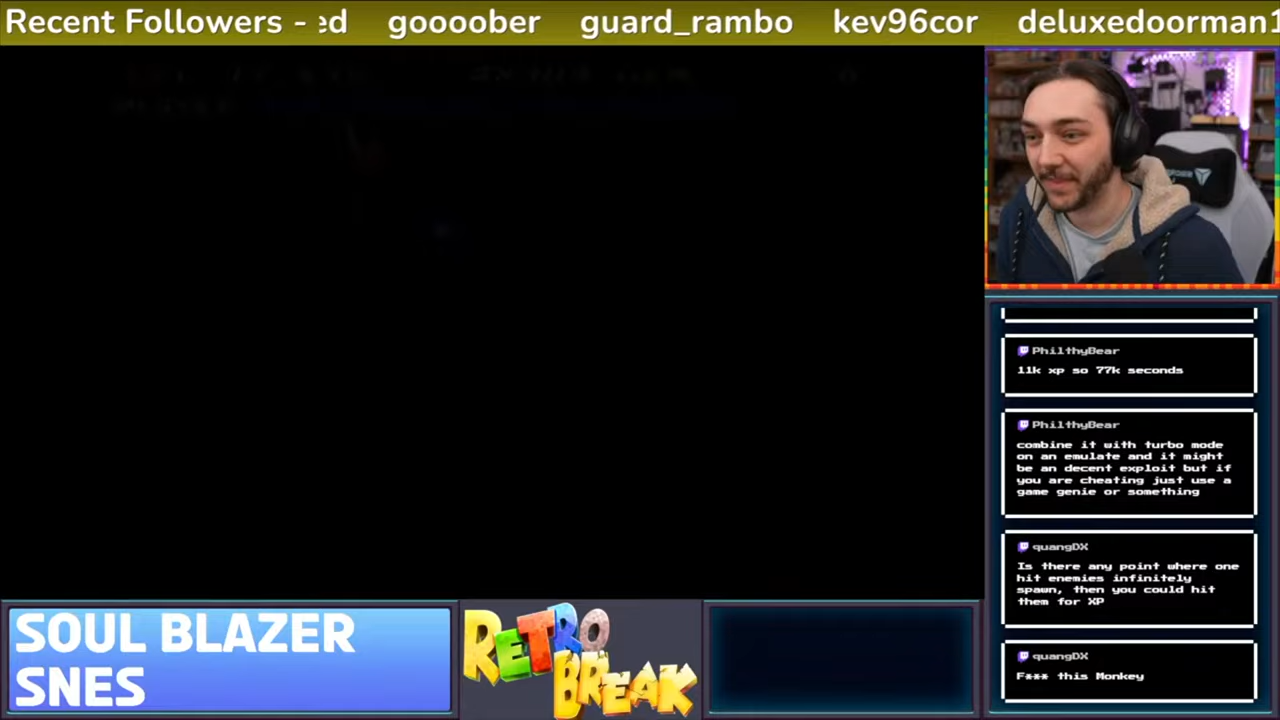 Recent Followers - ed goooober guard_rambo kev96cor deluxedoorman1
PhilthyBear
11k xp so 77k seconds
PhilthyBear
combine it with turbo mode
on an emulate and it might
be an decent exploit but if
you are cheating just use a
game genie or something
quangDX
Is there any point where one
hit enemies infinitely
spawn, then you could hit
them for XP
quangDX
F*** this Monkey
SOUL BLAZER
SNES
RETRO
BREAK